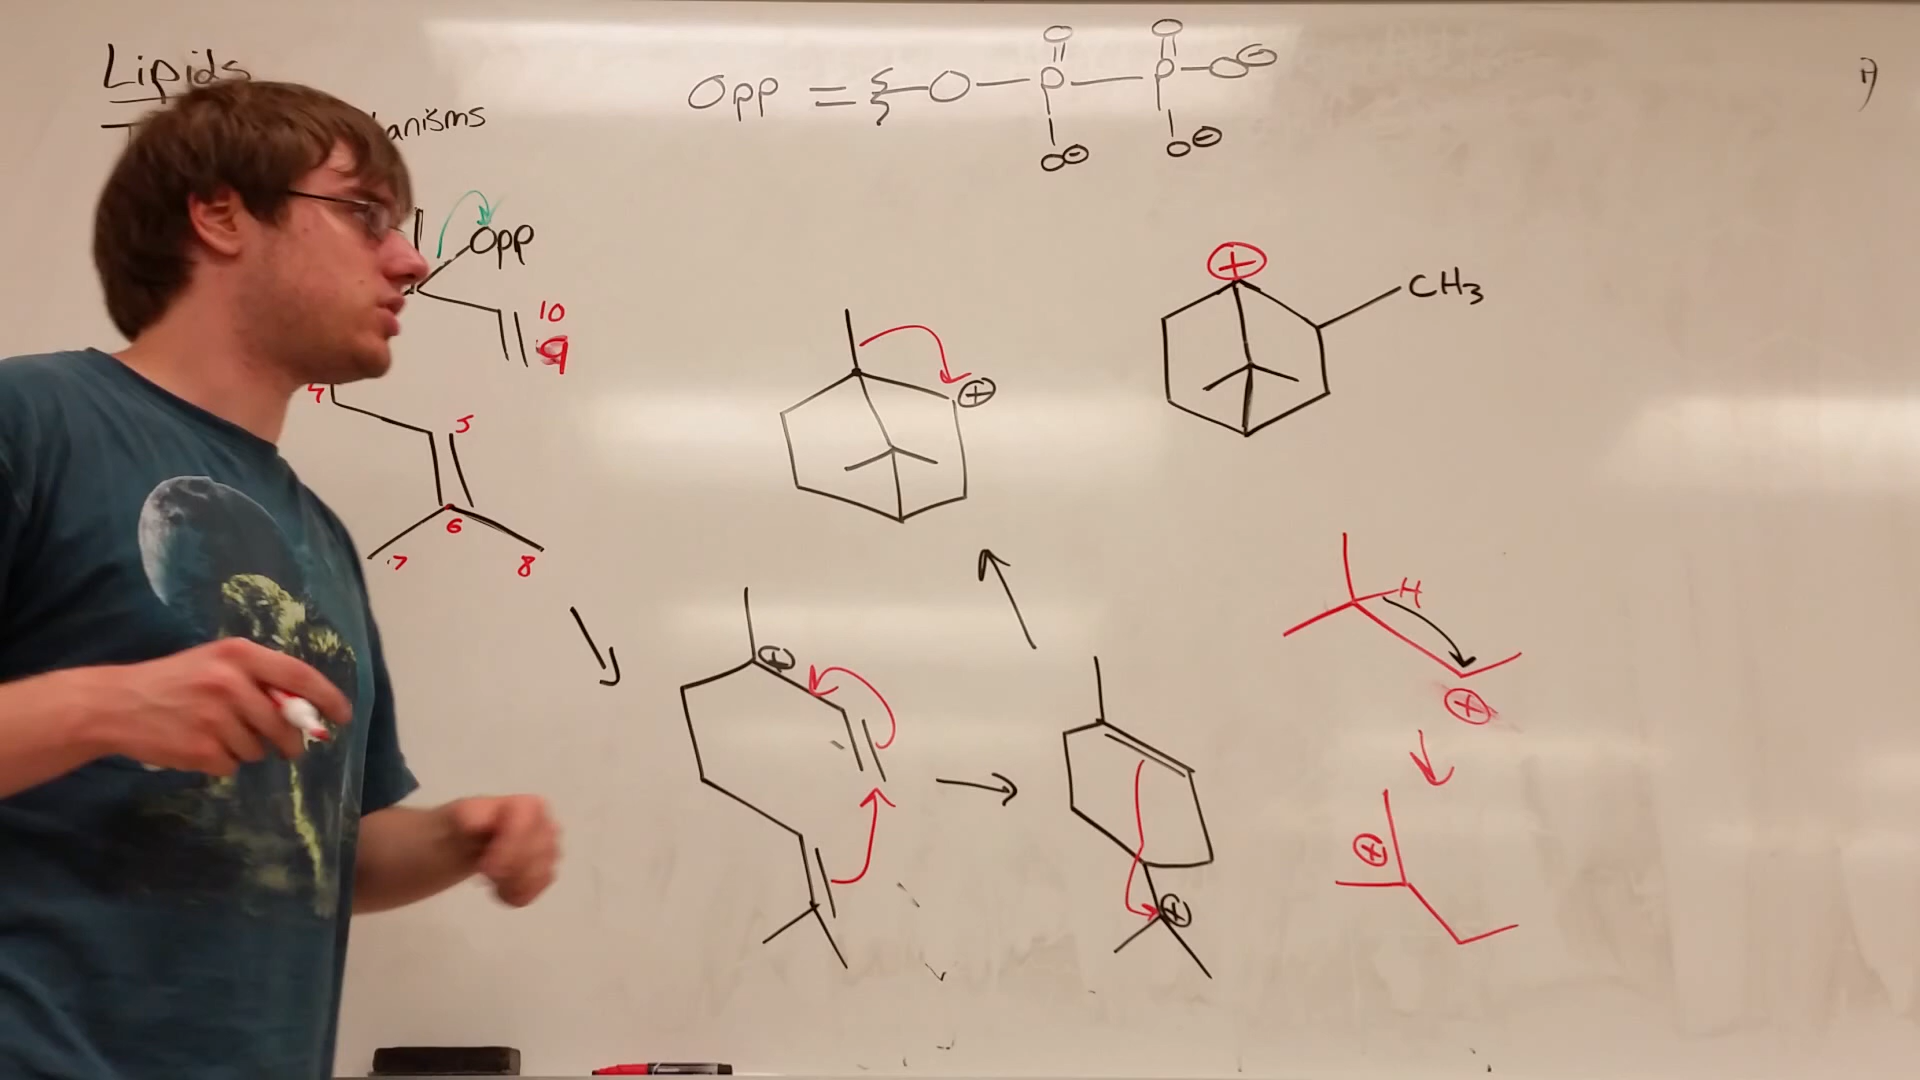 Lipids
anisms
Opp = O-P-P-O⊖
O O
O⊖ O⊖
Opp
10
9
4
5
6
7 8
⊕
CH3
⊕
H
⊕
⊕
⊕
⊕